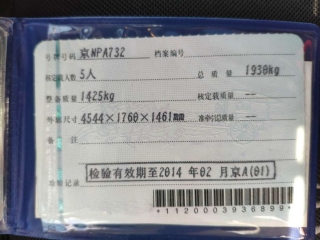 号牌号码 京NPA732 档案编号
核定载人数 5人 总质量 1930kg
整备质量 1425kg 核定载质量 --
外廓尺寸 4544×1760×1461mm 准牵引总质量 --
备注
检验记录 检验有效期至2014 年02 月京A(01)
*1120003936899*